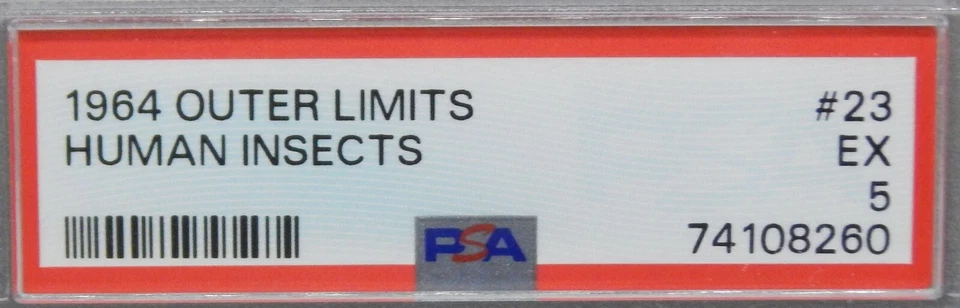 1964 OUTER LIMITS #23
HUMAN INSECTS EX
5
PSA 74108260